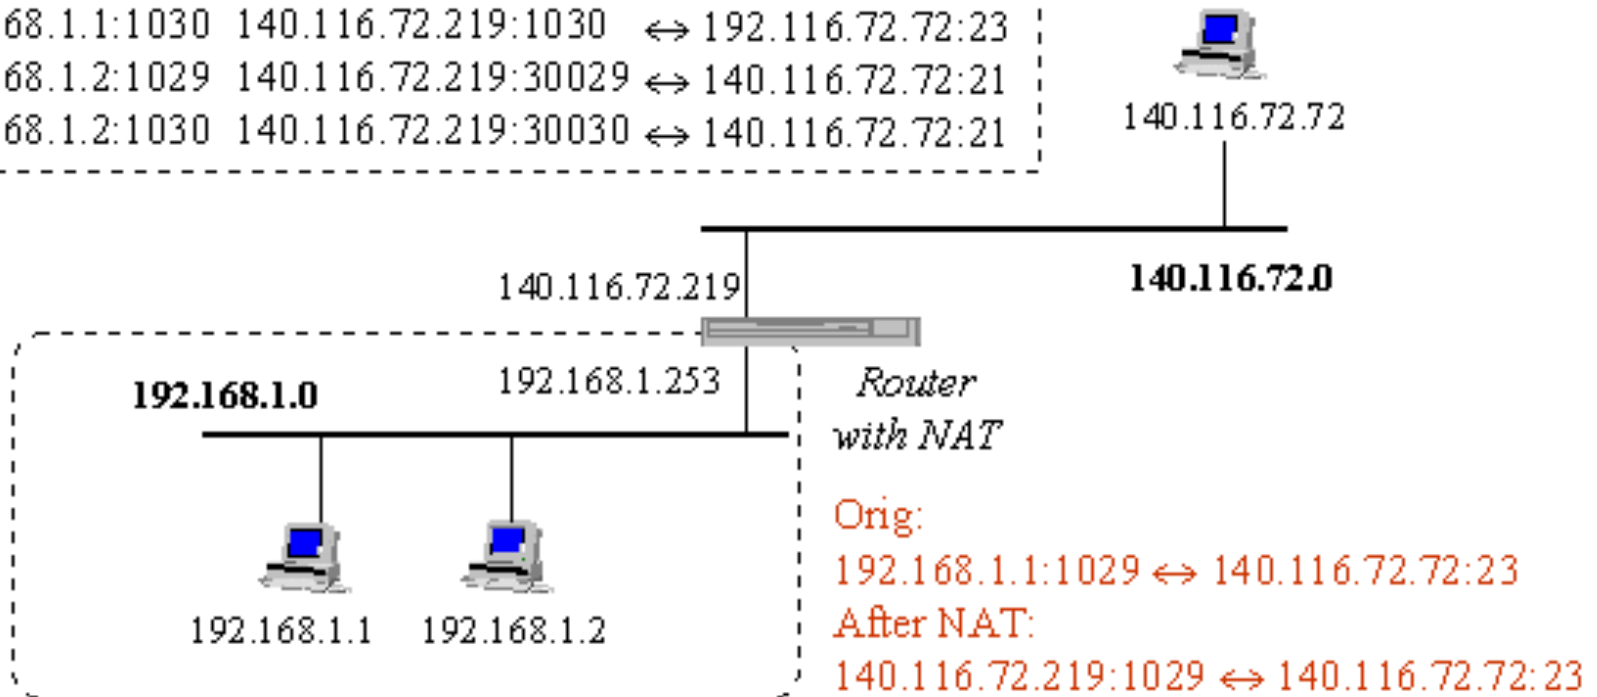 68.1.1:1030 140.116.72.219:1030 ⇔ 192.116.72.72:23
68.1.2:1029 140.116.72.219:30029 ⇔ 140.116.72.72:21
68.1.2:1030 140.116.72.219:30030 ⇔ 140.116.72.72:21
140.116.72.72
140.116.72.219
140.116.72.0
192.168.1.0
192.168.1.253
Router
with NAT
192.168.1.1
192.168.1.2
Orig:
192.168.1.1:1029 ⇔ 140.116.72.72:23
After NAT:
140.116.72.219:1029 ⇔ 140.116.72.72:23